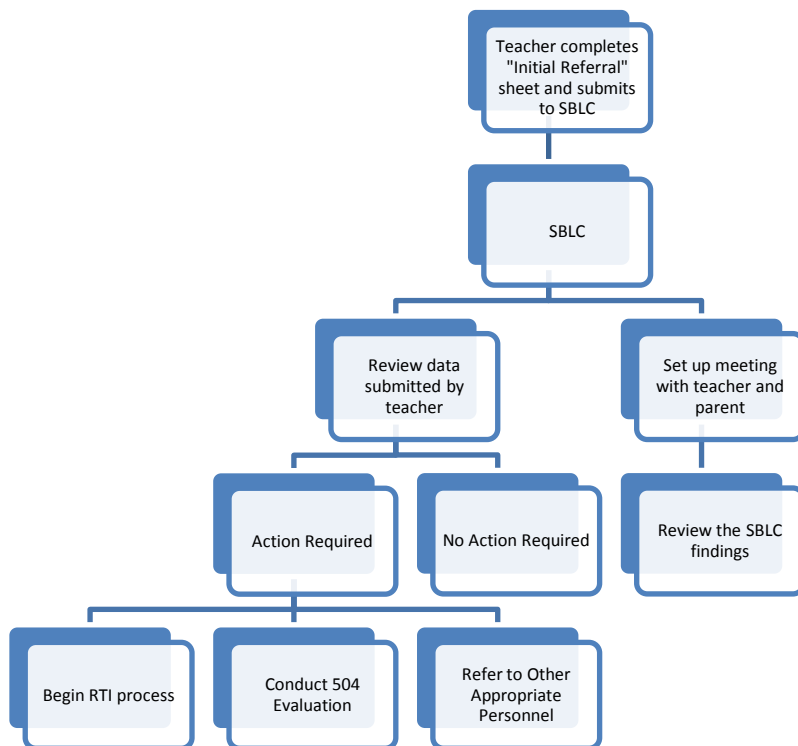 Teacher completes
"Initial Referral"
sheet and submits
to SBLC
SBLC
Review data
submitted by
teacher
Set up meeting
with teacher and
parent
Action Required
No Action Required
Review the SBLC
findings
Begin RTI process
Conduct 504
Evaluation
Refer to Other
Appropriate
Personnel